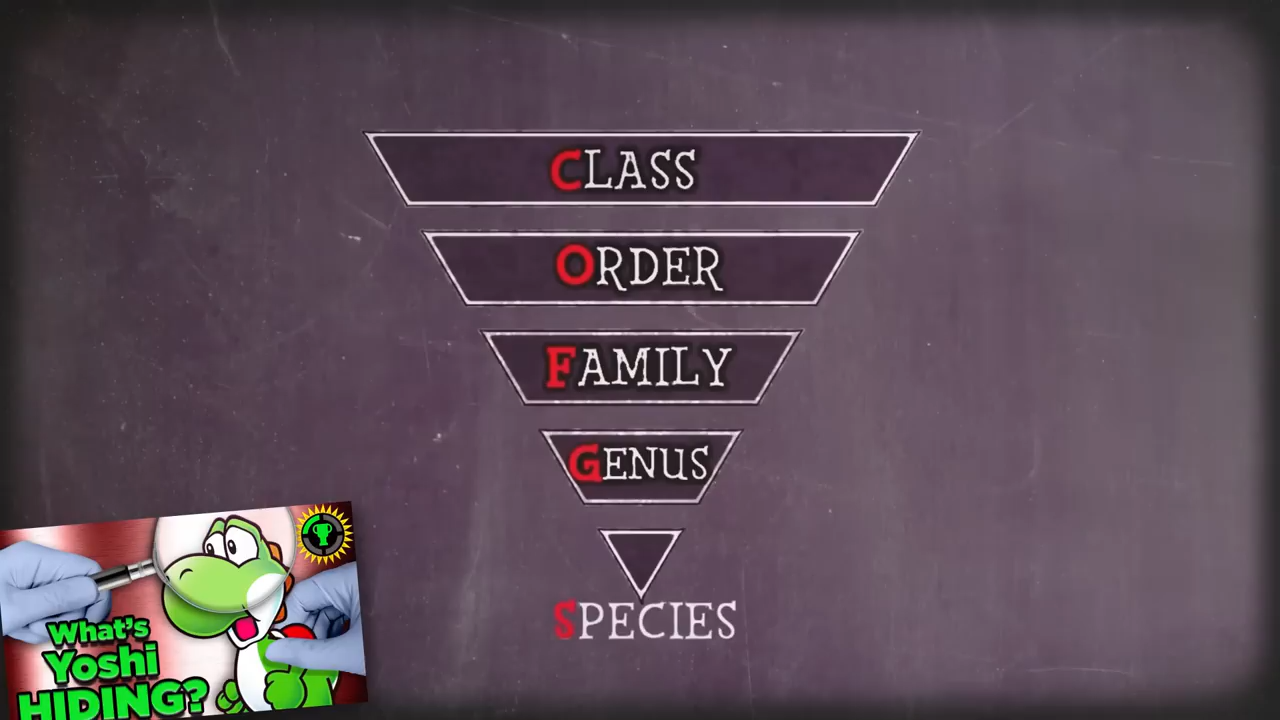 CLASS
ORDER
FAMILY
GENUS
SPECIES
What's
Yoshi
HIDING?